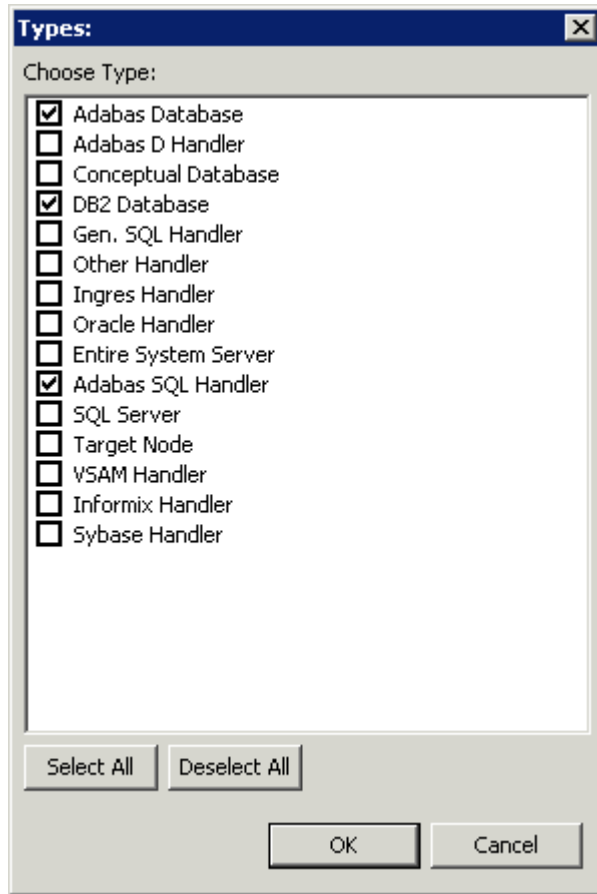 Types:
Choose Type:
Adabas Database
Adabas D Handler
Conceptual Database
DB2 Database
Gen. SQL Handler
Other Handler
Ingres Handler
Oracle Handler
Entire System Server
Adabas SQL Handler
SQL Server
Target Node
VSAM Handler
Informix Handler
Sybase Handler
Select All Deselect All
OK Cancel